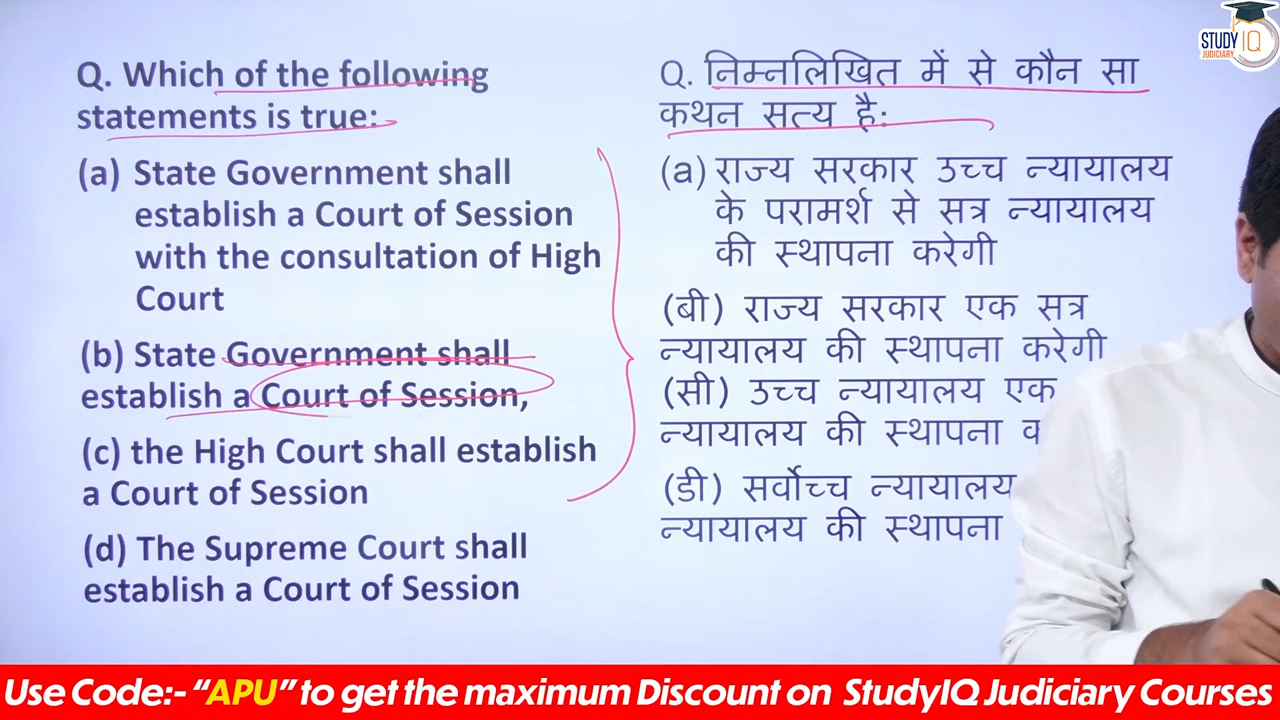 Q. Which of the following
statements is true:
(a) State Government shall
establish a Court of Session
with the consultation of High
Court
(b) State Government shall
establish a Court of Session,
(c) the High Court shall establish
a Court of Session
(d) The Supreme Court shall
establish a Court of Session
Q. निम्नलिखित में से कौन सा
कथन सत्य है:
(a) राज्य सरकार उच्च न्यायालय
के परामर्श से सत्र न्यायालय
की स्थापना करेगी
(बी) राज्य सरकार एक सत्र
न्यायालय की स्थापना करेगी
(सी) उच्च न्यायालय एक
न्यायालय की स्थापना
(डी) सर्वोच्च न्यायालय
न्यायालय की स्थापना
STUDY IQ
JUDICIARY
Use Code:- “APU” to get the maximum Discount on StudyIQ Judiciary Courses